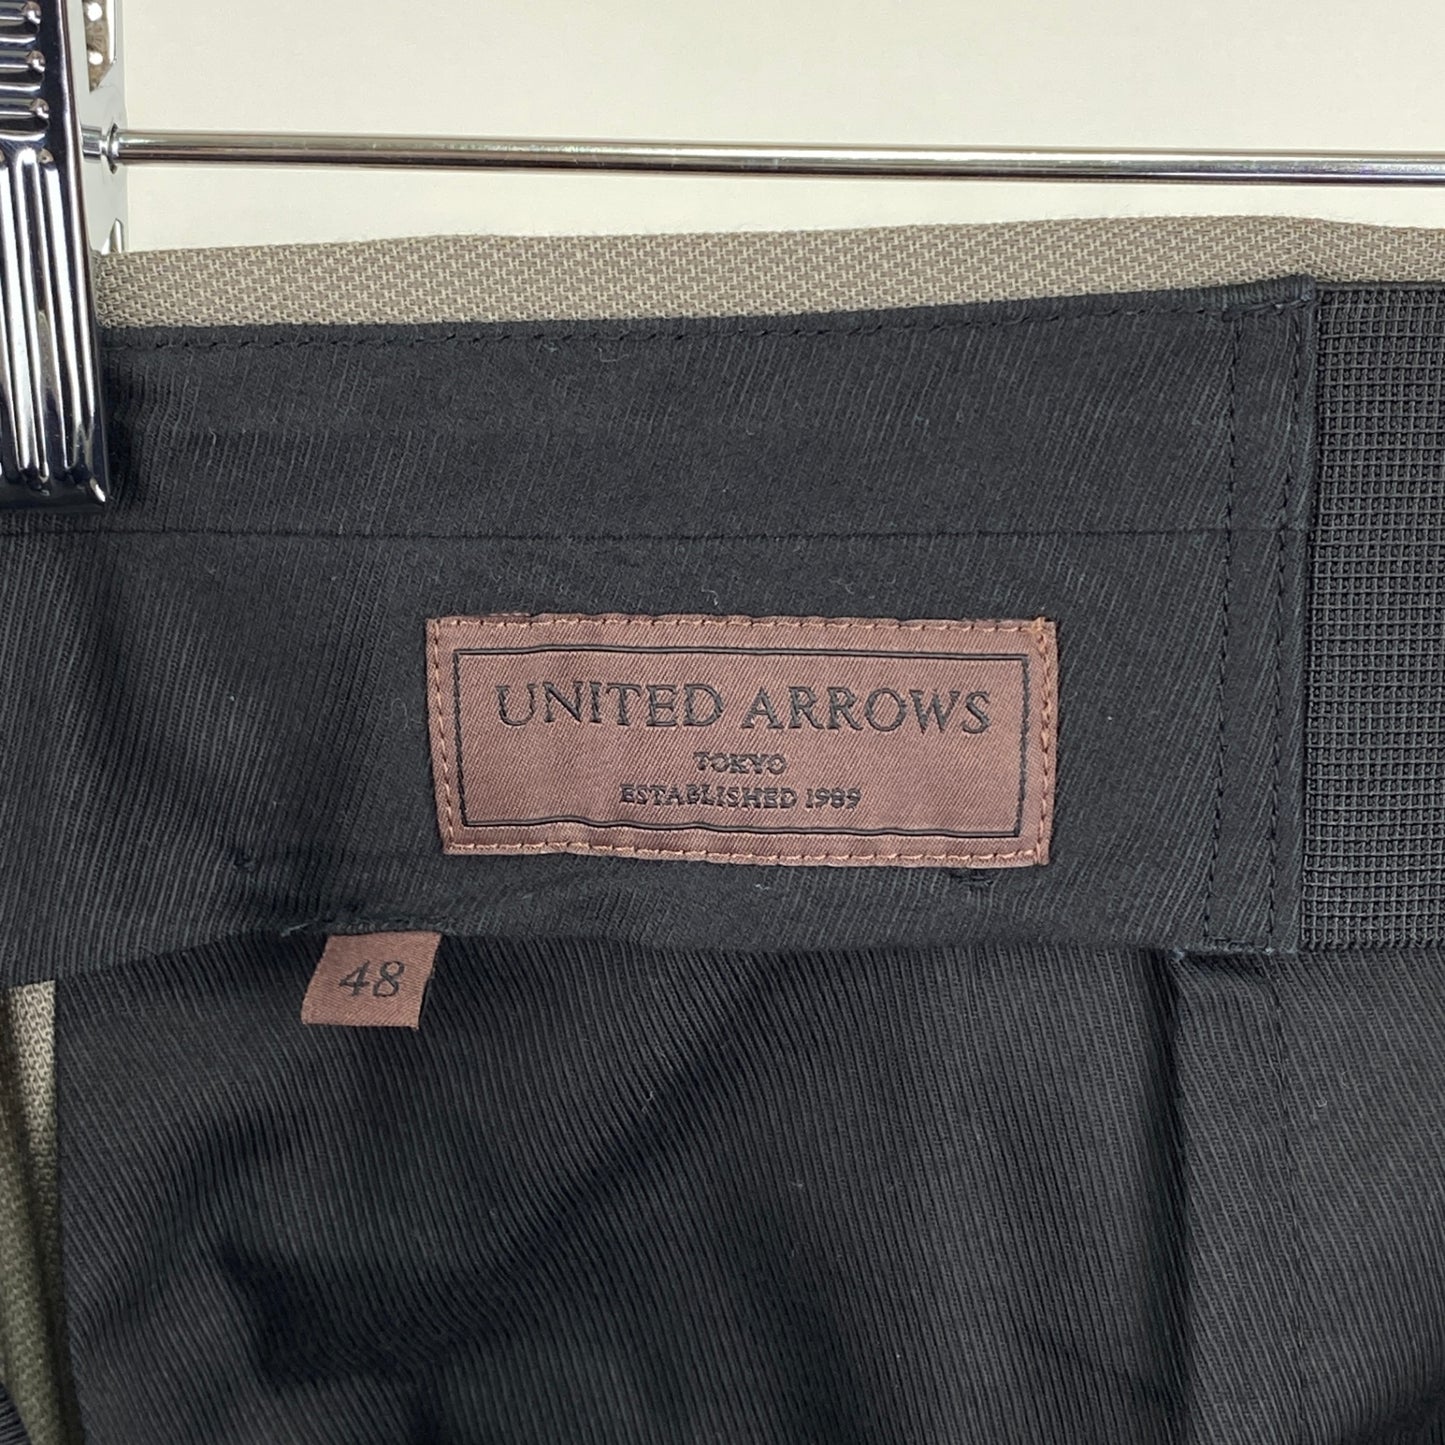 UNITED ARROWS
TOKYO
ESTABLISHED 1989
48